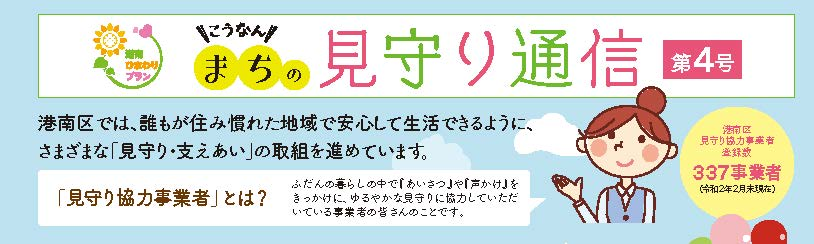 港南
ひまわり
プラン
こうなん
まちの
見守り通信
第4号
港南区では、誰もが住み慣れた地域で安心して生活できるように、
さまざまな「見守り・支えあい」の取組を進めています。
「見守り協力事業者」とは?
ふだんの暮らしの中で『あいさつ』や『声かけ』を
きっかけに、ゆるやかな見守りに協力していただ
いている事業者の皆さんのことです。
港南区
見守り協力事業者
登録数
337事業者
(令和2年2月末現在)